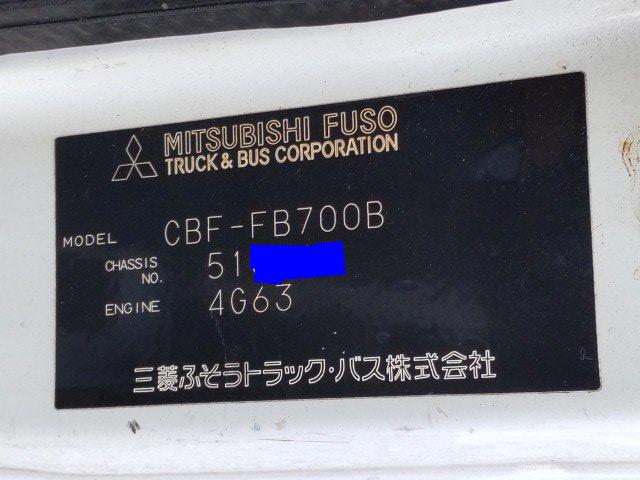 MITSUBISHI FUSO
TRUCK & BUS CORPORATION
MODEL CBF-FB700B
CHASSIS NO. 51
ENGINE 4G63
三菱ふそうトラック・バス株式会社